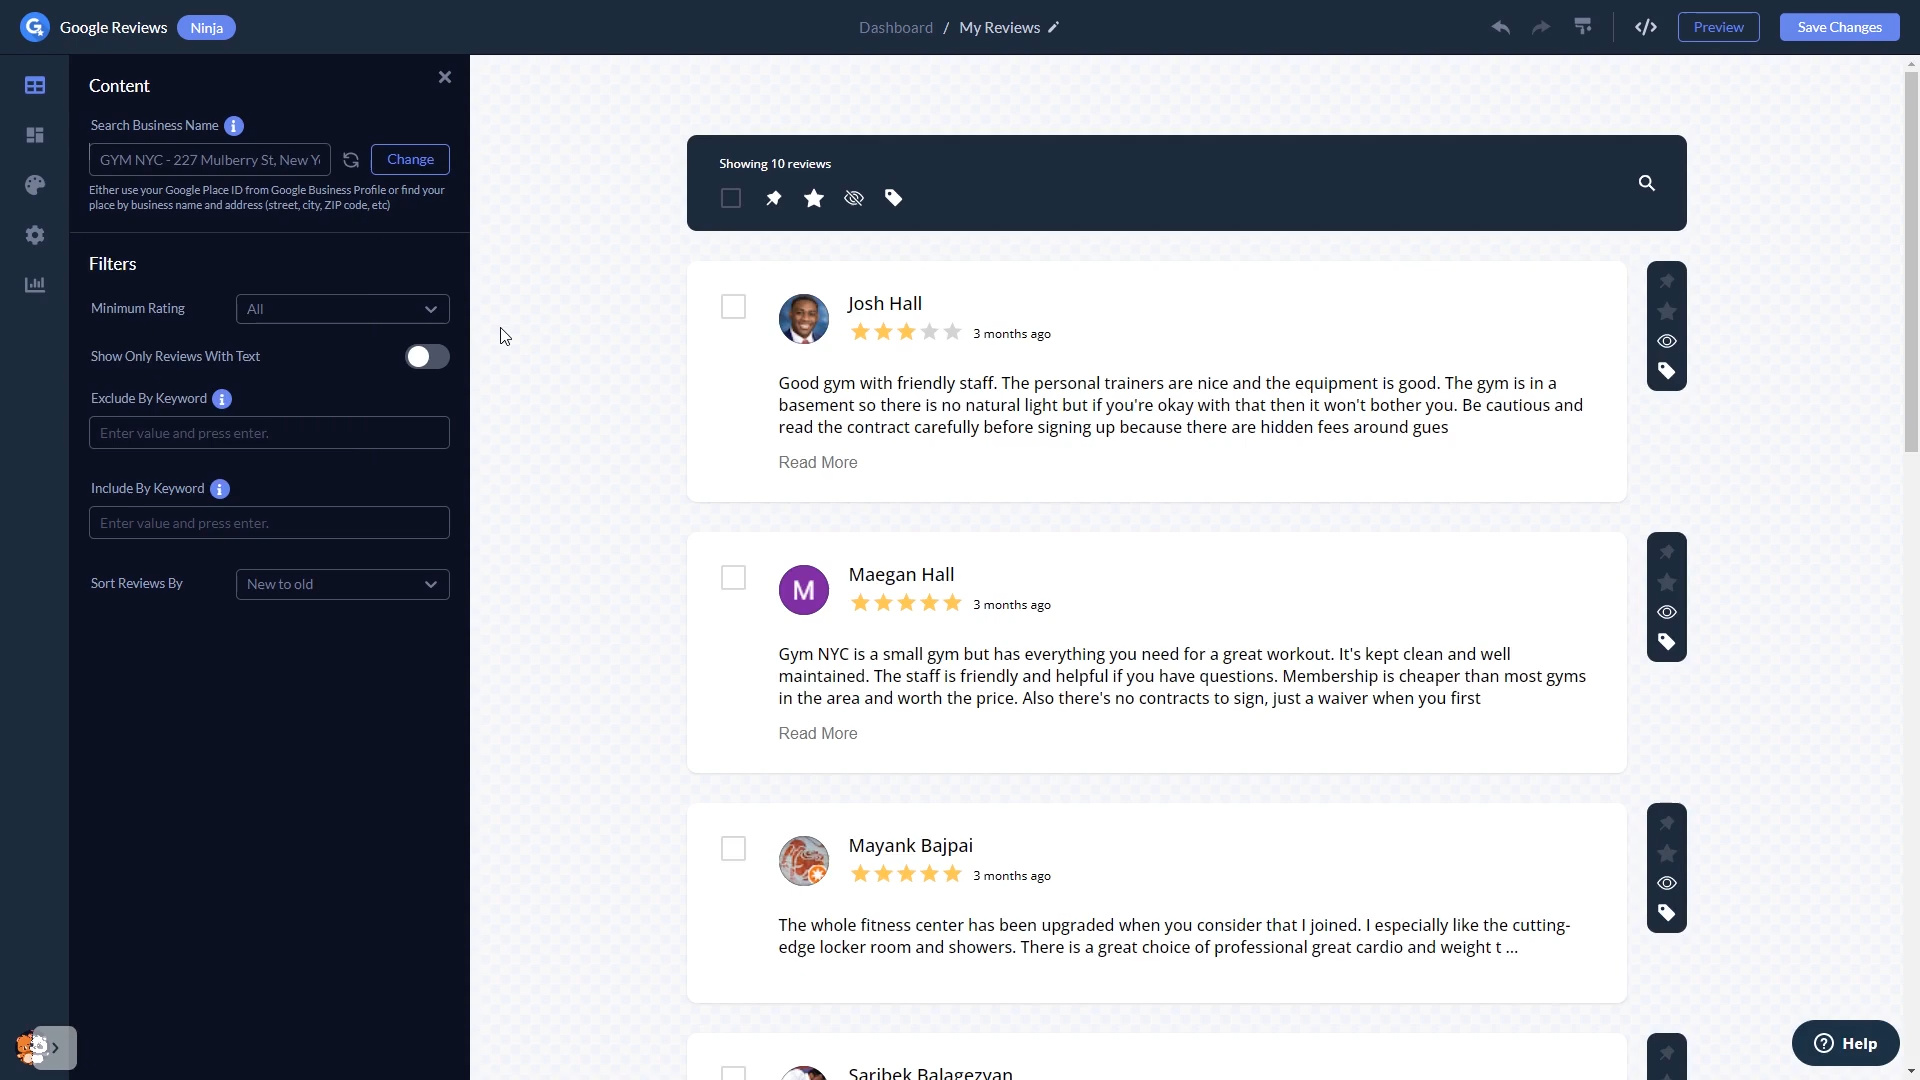 Google Reviews Ninja
Dashboard / My Reviews
</>
Preview
Save Changes
Content
Search Business Name
GYM NYC - 227 Mulberry St, New Y
Change
Either use your Google Place ID from Google Business Profile or find your
place by business name and address (street, city, ZIP code, etc)
Filters
Minimum Rating
All
Show Only Reviews With Text
Exclude By Keyword
Enter value and press enter.
Include By Keyword
Enter value and press enter.
Sort Reviews By
New to old
Showing 10 reviews
Josh Hall
3 months ago
Good gym with friendly staff. The personal trainers are nice and the equipment is good. The gym is in a
basement so there is no natural light but if you're okay with that then it won't bother you. Be cautious and
read the contract carefully before signing up because there are hidden fees around gues
Read More
M
Maegan Hall
3 months ago
Gym NYC is a small gym but has everything you need for a great workout. It's kept clean and well
maintained. The staff is friendly and helpful if you have questions. Membership is cheaper than most gyms
in the area and worth the price. Also there's no contracts to sign, just a waiver when you first
Read More
Mayank Bajpai
3 months ago
The whole fitness center has been upgraded when you consider that I joined. I especially like the cutting-
edge locker room and showers. There is a great choice of professional great cardio and weight t ...
Saribek Balagezyan
Help